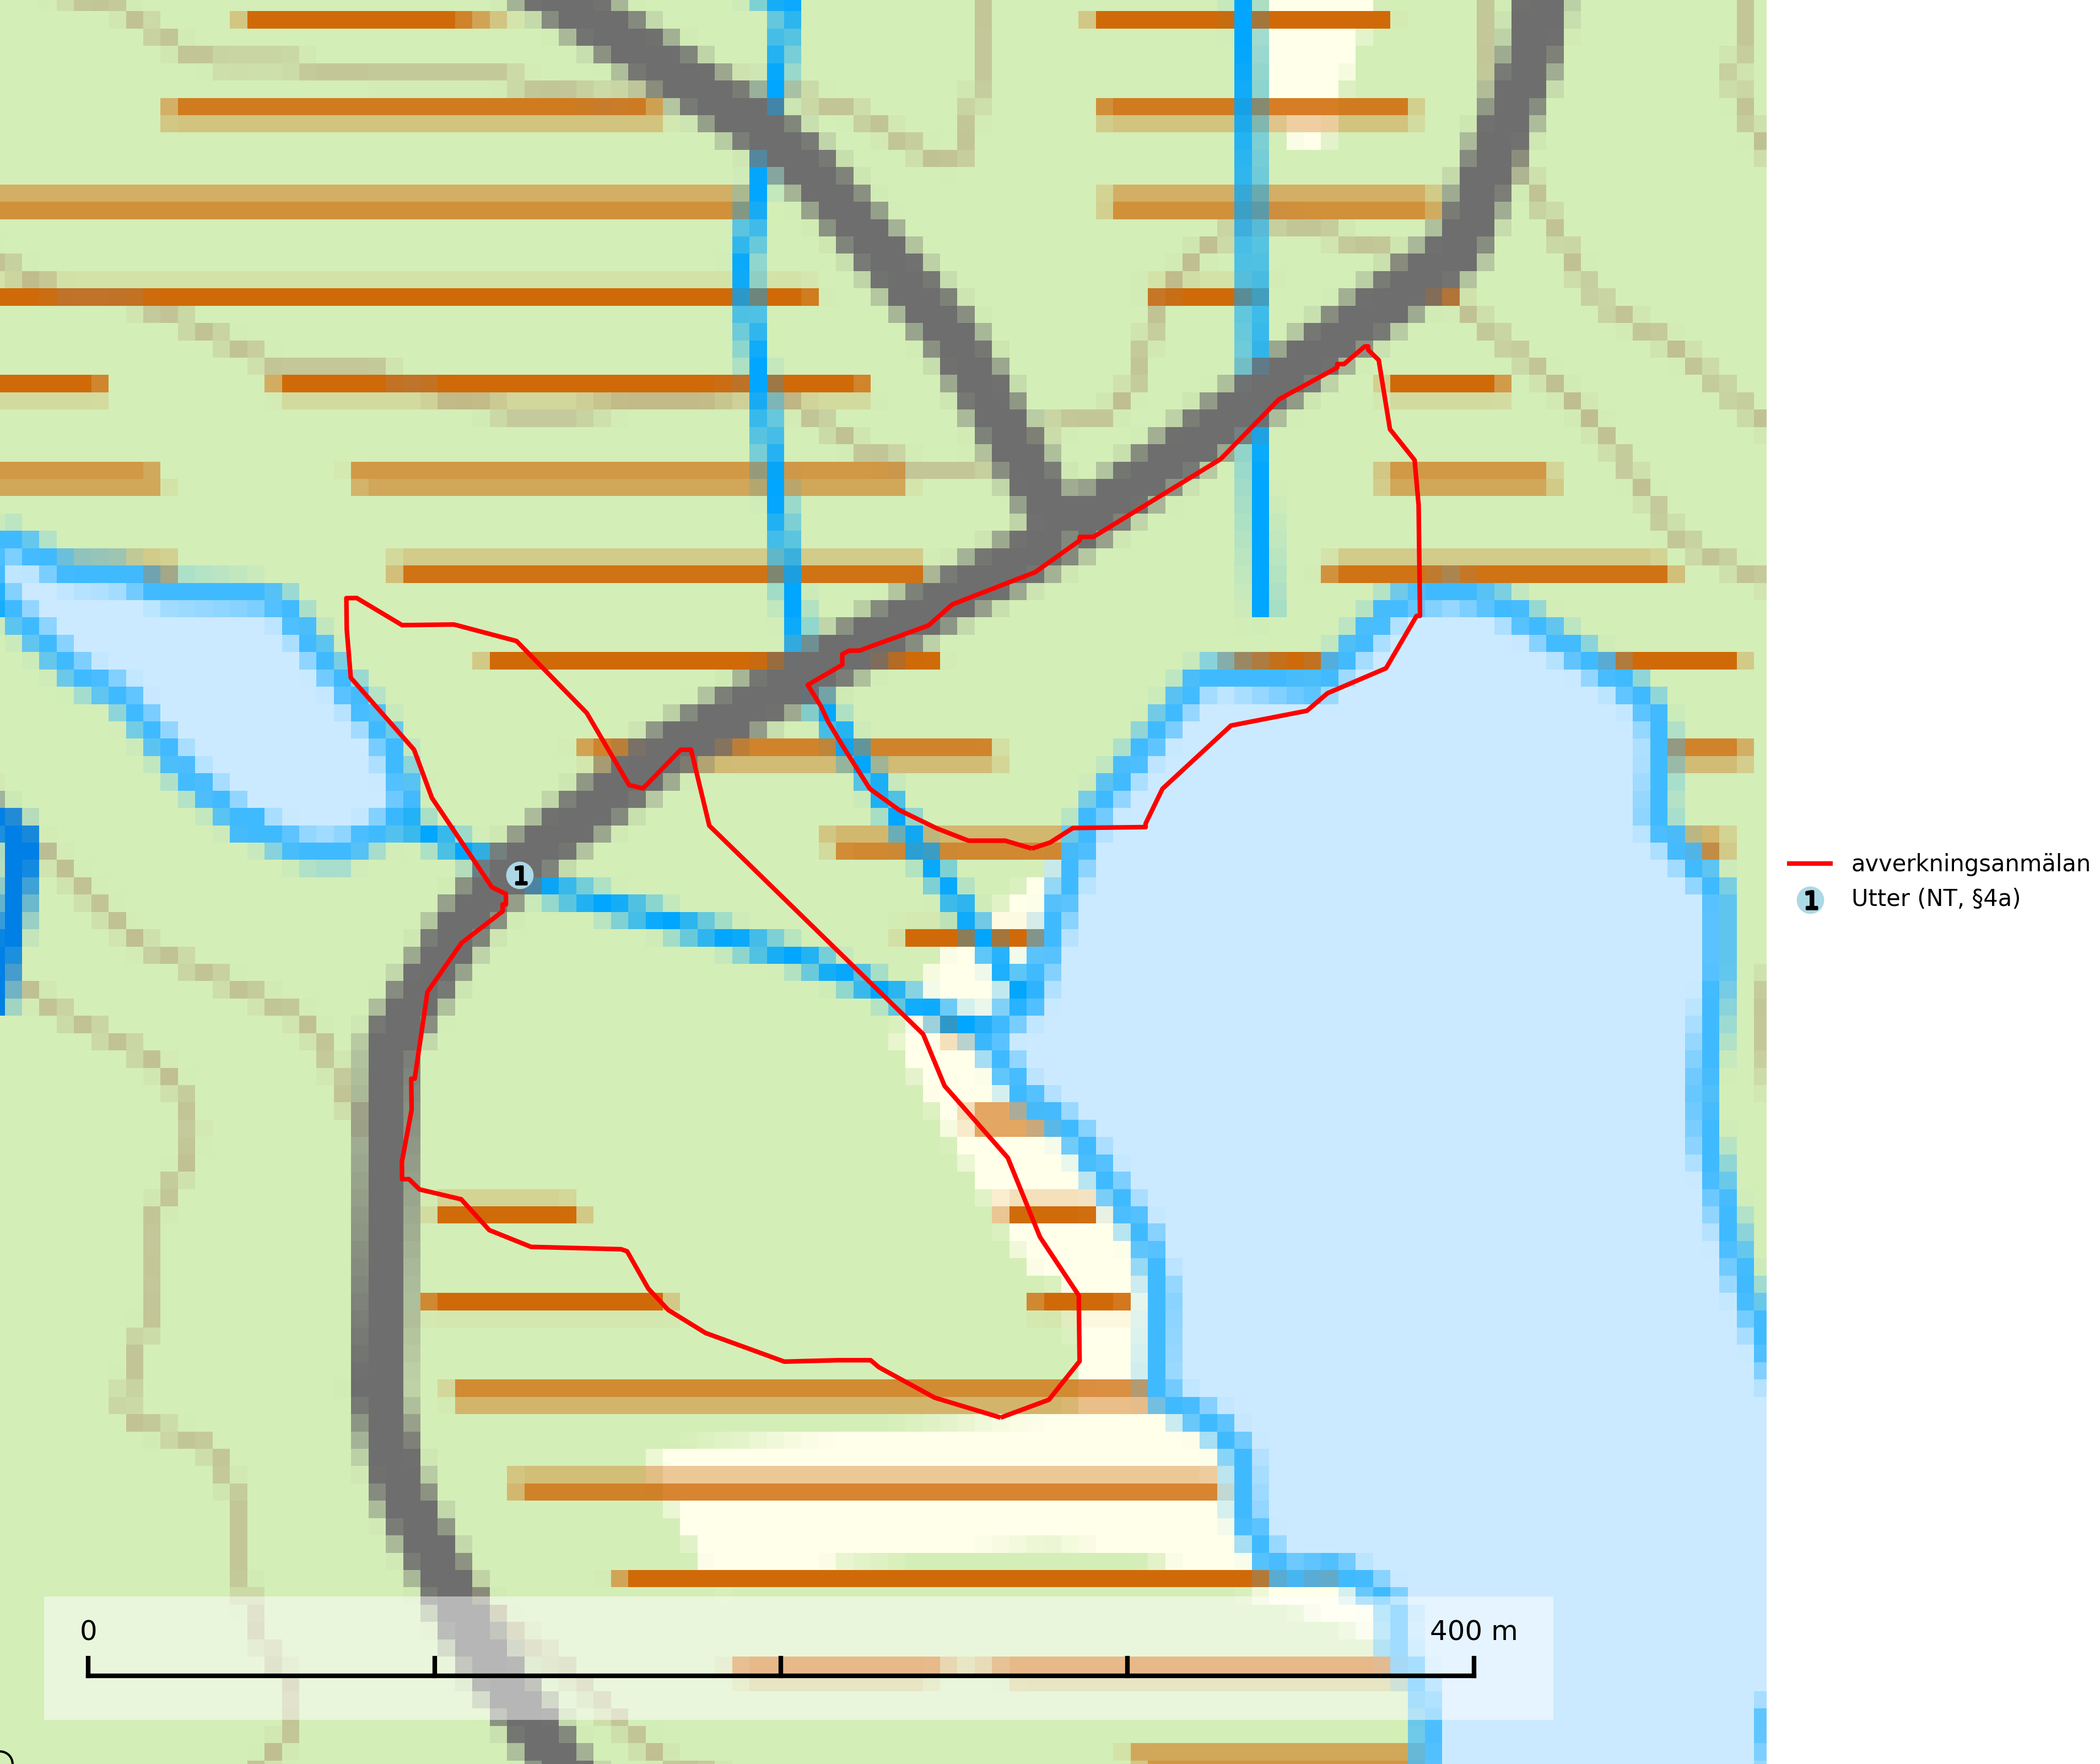 1
avverkningsanmälan
1 Utter (NT, §4a)
0 400 m